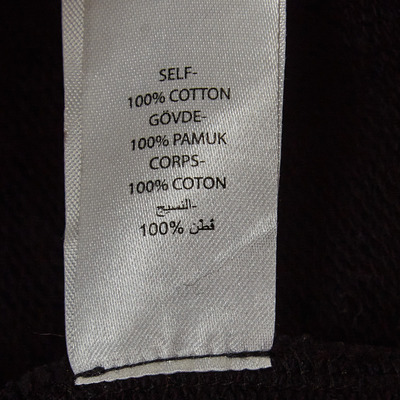 SELF-
100% COTTON
GÖVDE-
100% PAMUK
CORPS-
100% COTON
النسيج-
100% قطن